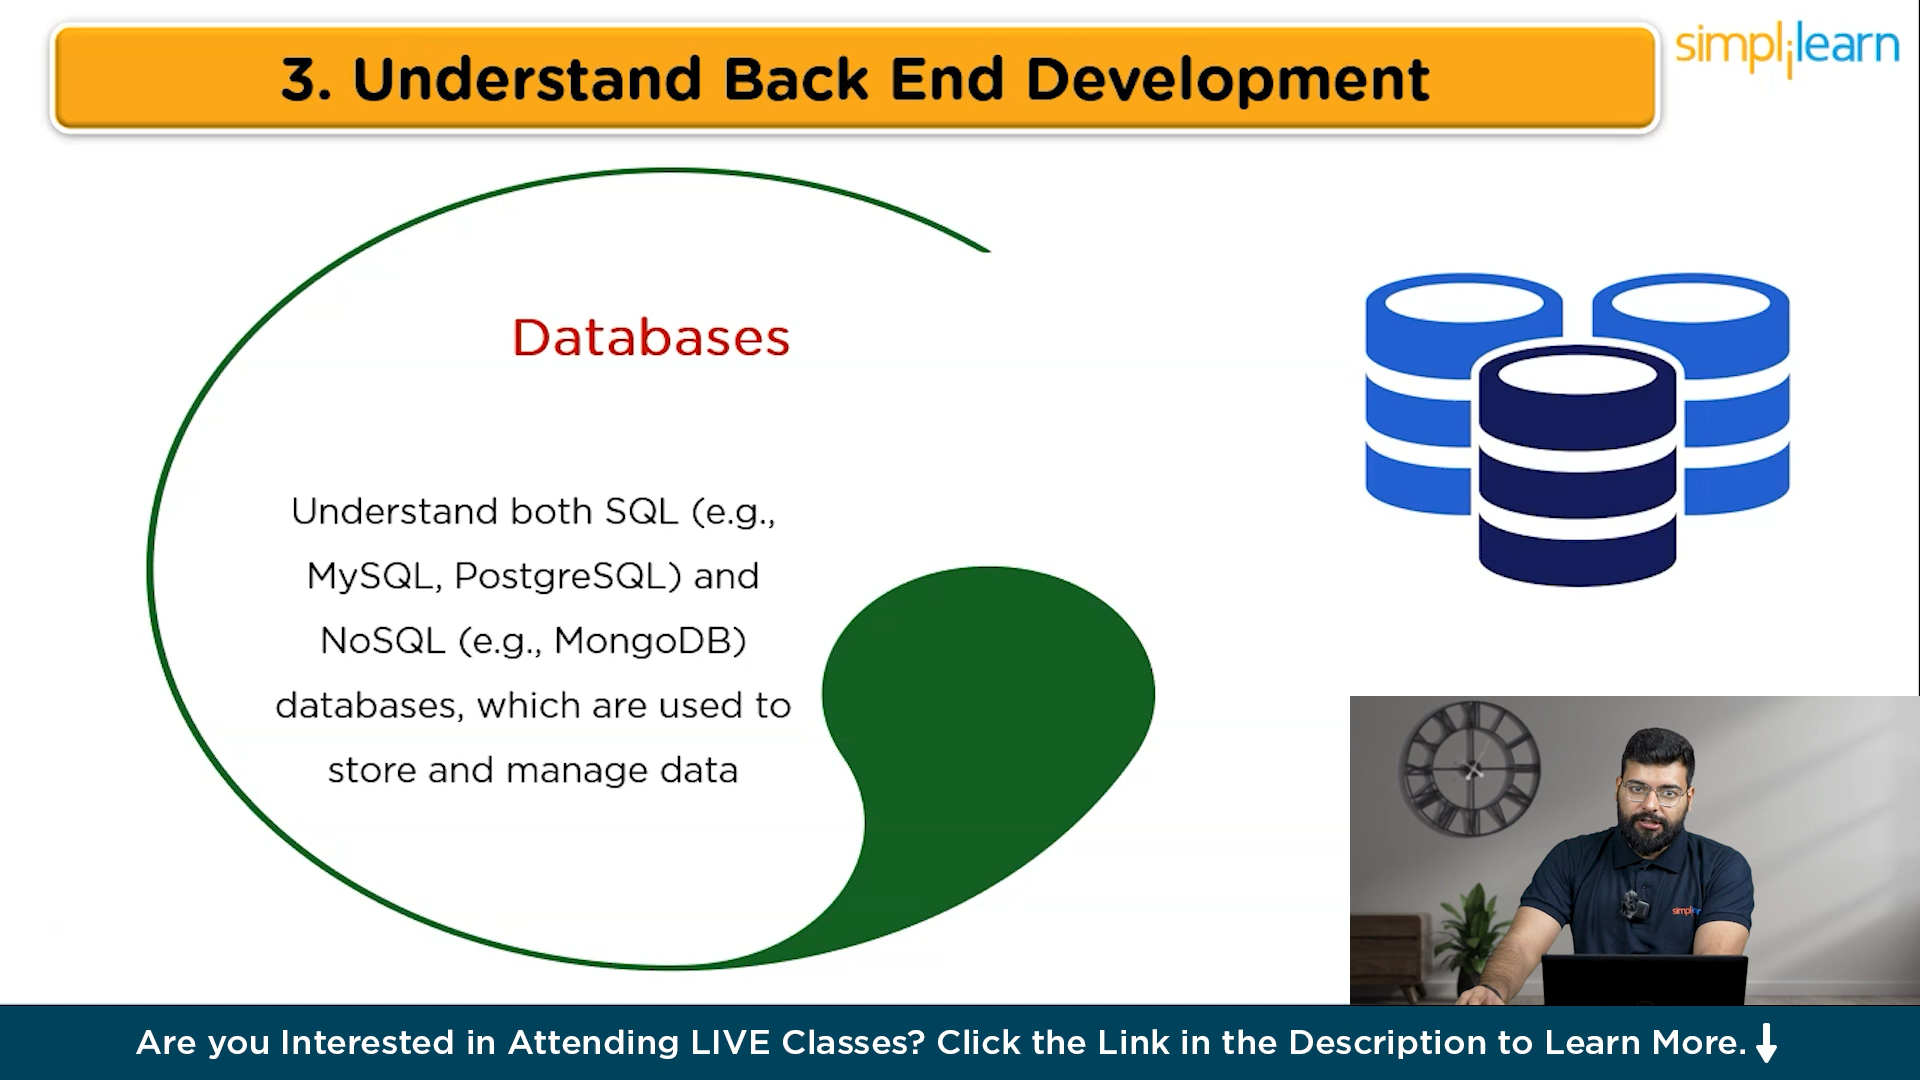 3. Understand Back End Development
simplilearn
Databases
Understand both SQL (e.g.,
MySQL, PostgreSQL) and
NoSQL (e.g., MongoDB)
databases, which are used to
store and manage data
Are you Interested in Attending LIVE Classes? Click the Link in the Description to Learn More.